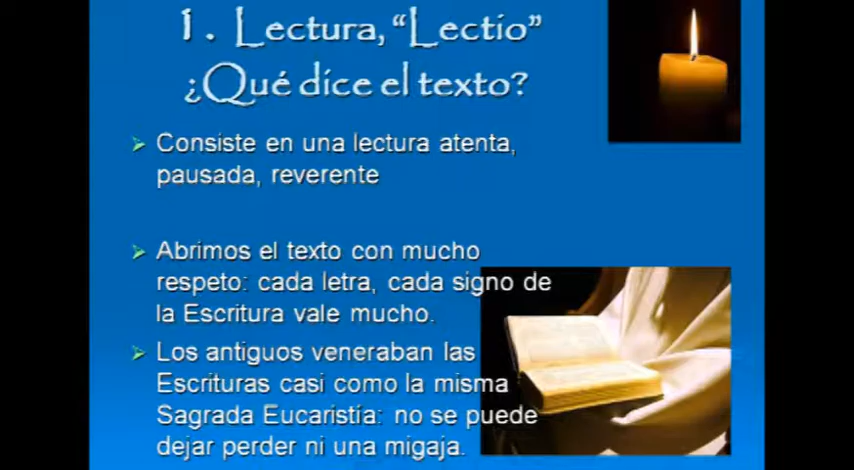 1. Lectura, “Lectio”
¿Qué dice el texto?
Consiste en una lectura atenta,
pausada, reverente
Abrimos el texto con mucho
respeto: cada letra, cada signo de
la Escritura vale mucho.
Los antiguos veneraban las
Escrituras casi como la misma
Sagrada Eucaristía: no se puede
dejar perder ni una migaja.